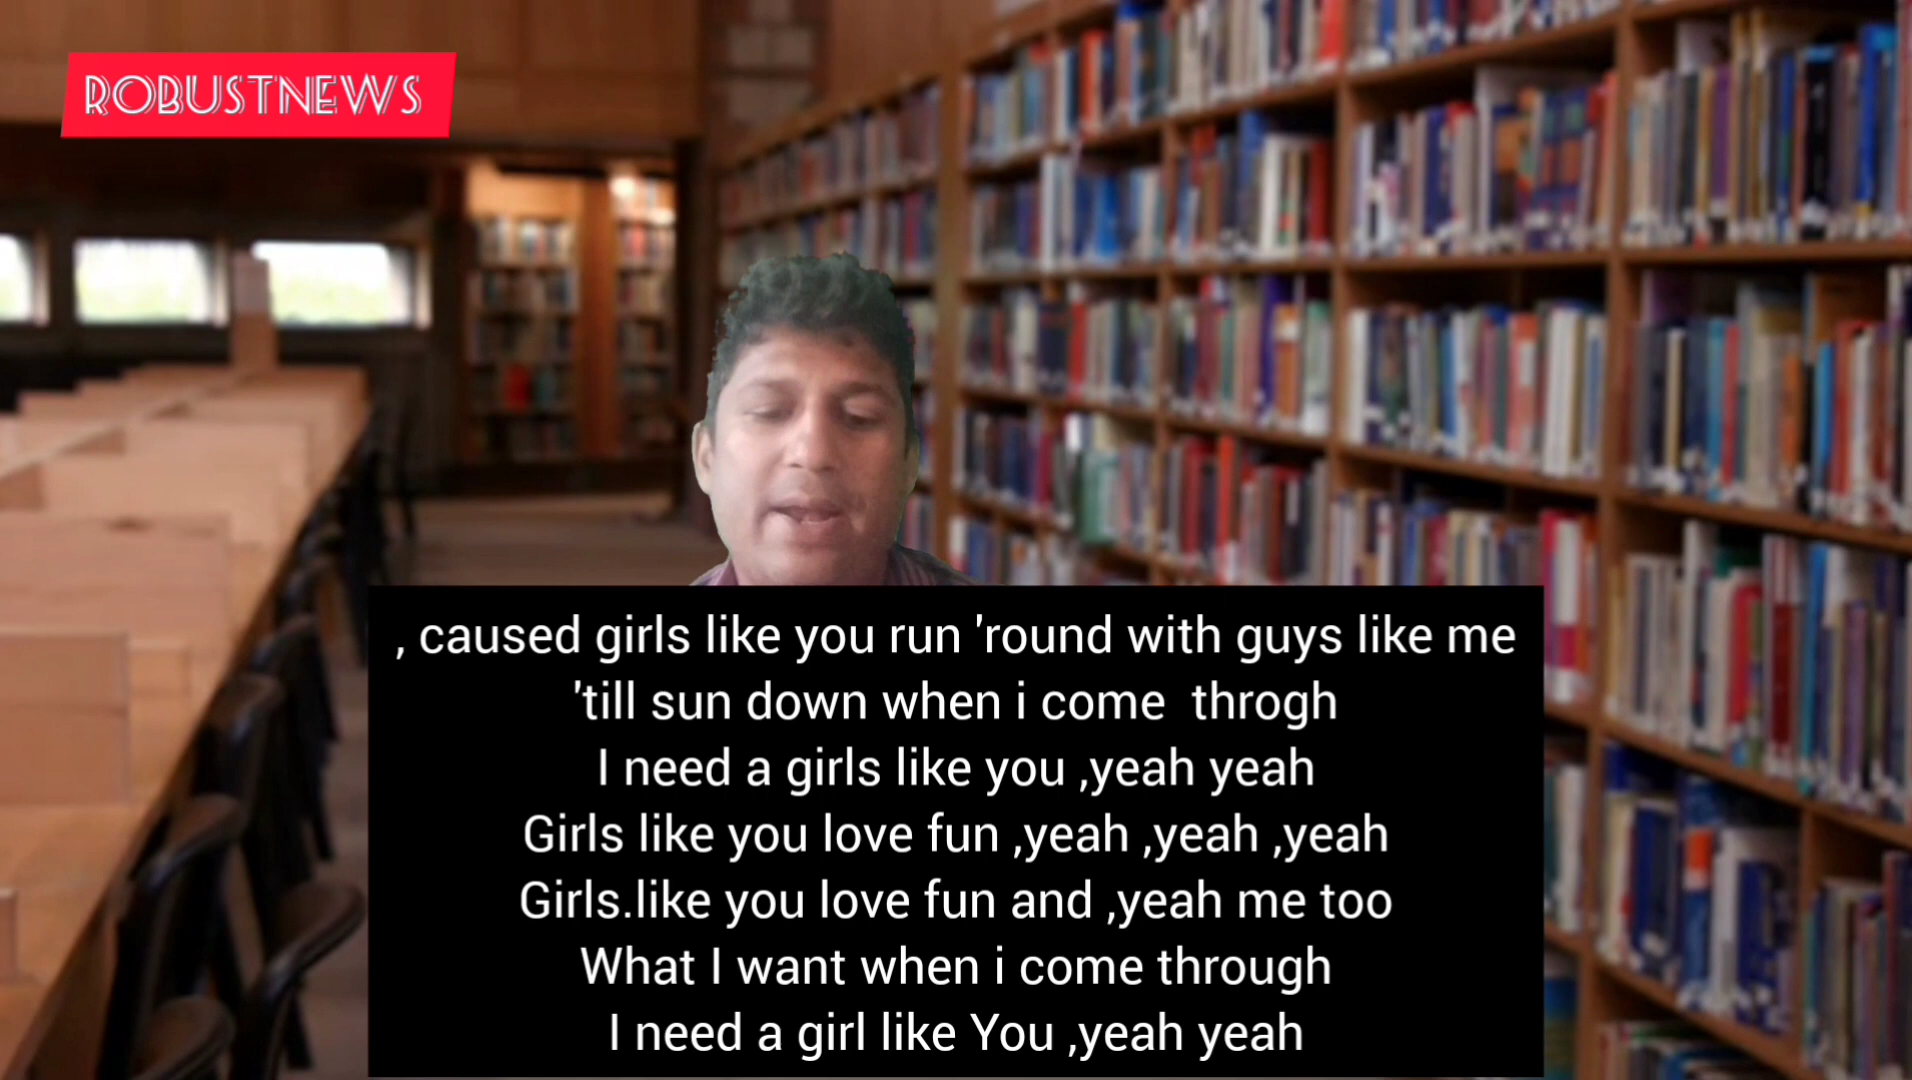 ROBUSTNEWS
, caused girls like you run 'round with guys like me
'till sun down when i come throgh
I need a girls like you ,yeah yeah
Girls like you love fun ,yeah ,yeah ,yeah
Girls.like you love fun and ,yeah me too
What I want when i come through
I need a girl like You ,yeah yeah